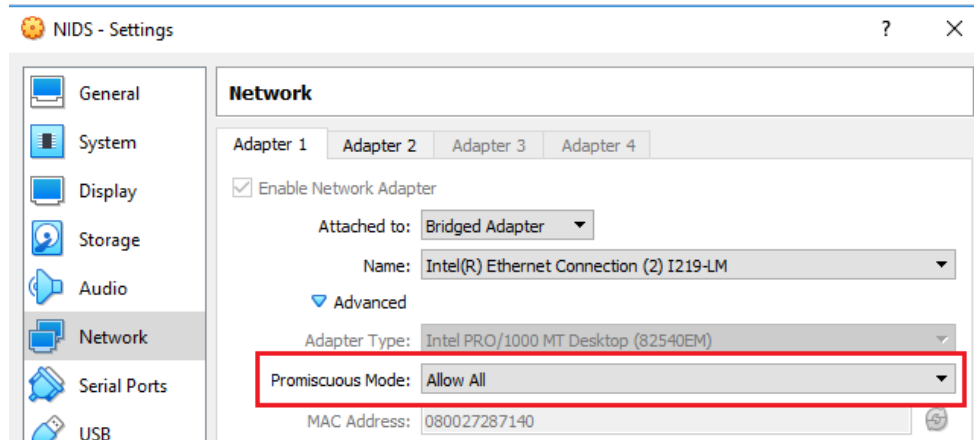 NIDS - Settings ? ×
General
System
Display
Storage
Audio
Network
Serial Ports
USB
Network
Adapter 1 Adapter 2 Adapter 3 Adapter 4
Enable Network Adapter
Attached to: Bridged Adapter
Name: Intel(R) Ethernet Connection (2) I219-LM
Advanced
Adapter Type: Intel PRO/1000 MT Desktop (82540EM)
Promiscuous Mode: Allow All
MAC Address: 080027287140